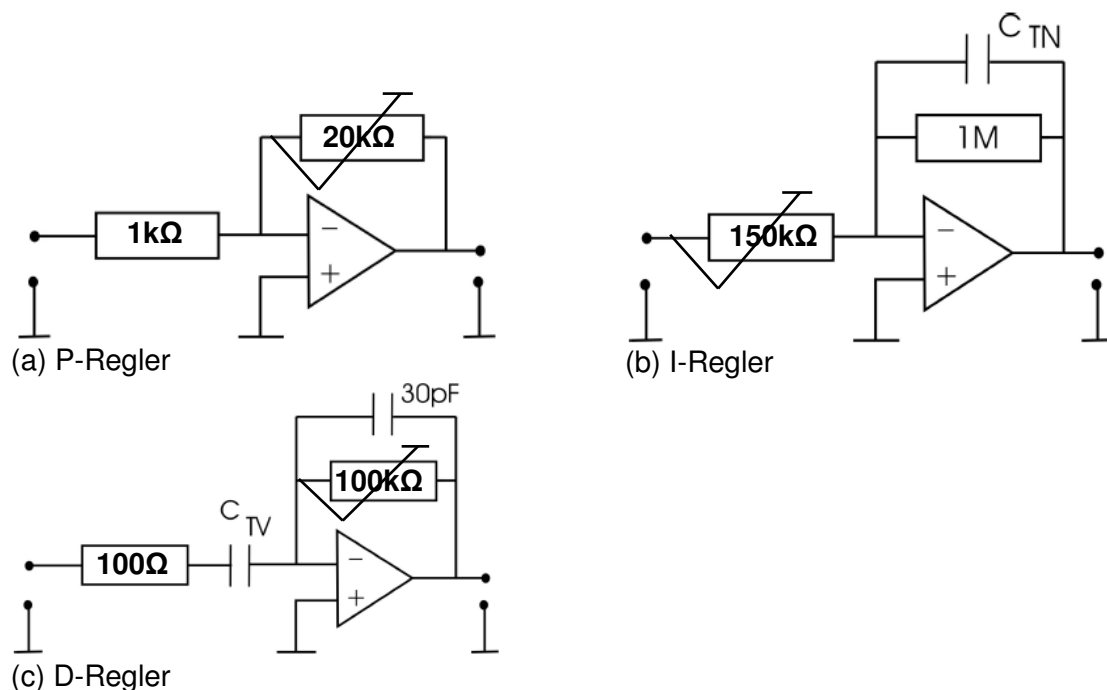 20kΩ
1kΩ
−
+
(a) P-Regler
C TN
1M
150kΩ
−
+
(b) I-Regler
30pF
100kΩ
C TV
100Ω
−
+
(c) D-Regler